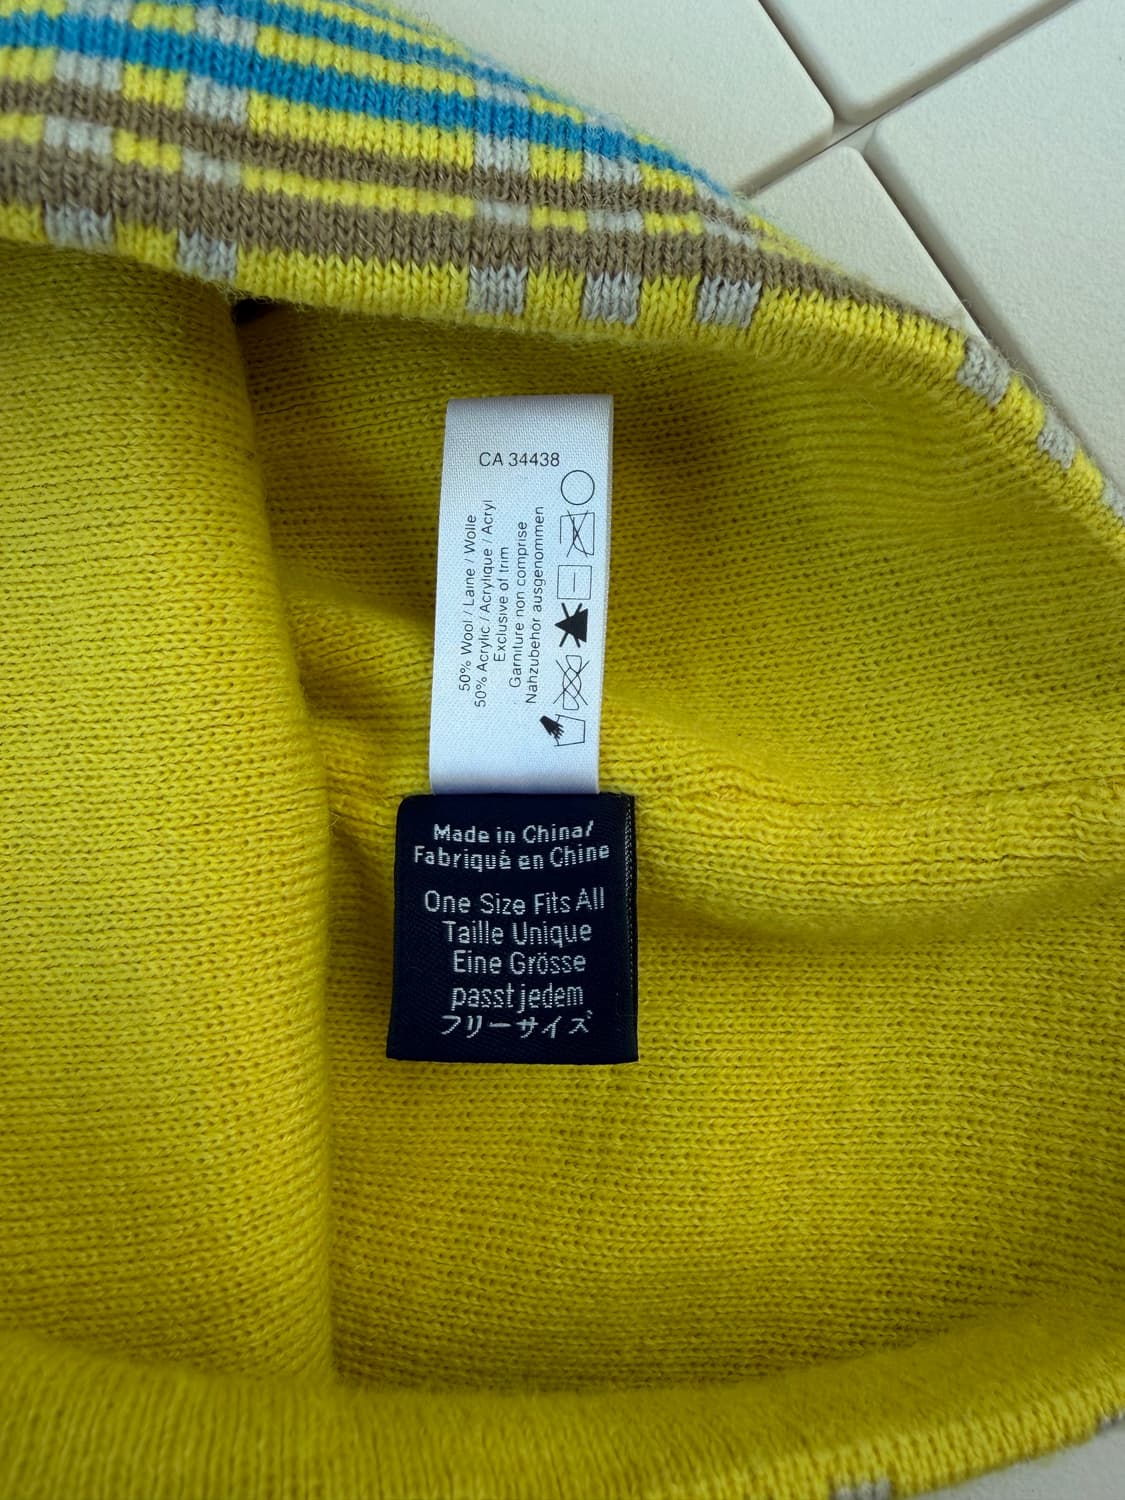 CA 34438
50% Wool / Laine / Wolle
50% Acrylic / Acrylique / Acryl
Exclusive of trim
Garniture non comprise
Nahzubehör ausgenommen
Made in China/
Fabriqué en Chine
One Size Fits All
Taille Unique
Eine Grösse
passt jedem
フリーサイズ